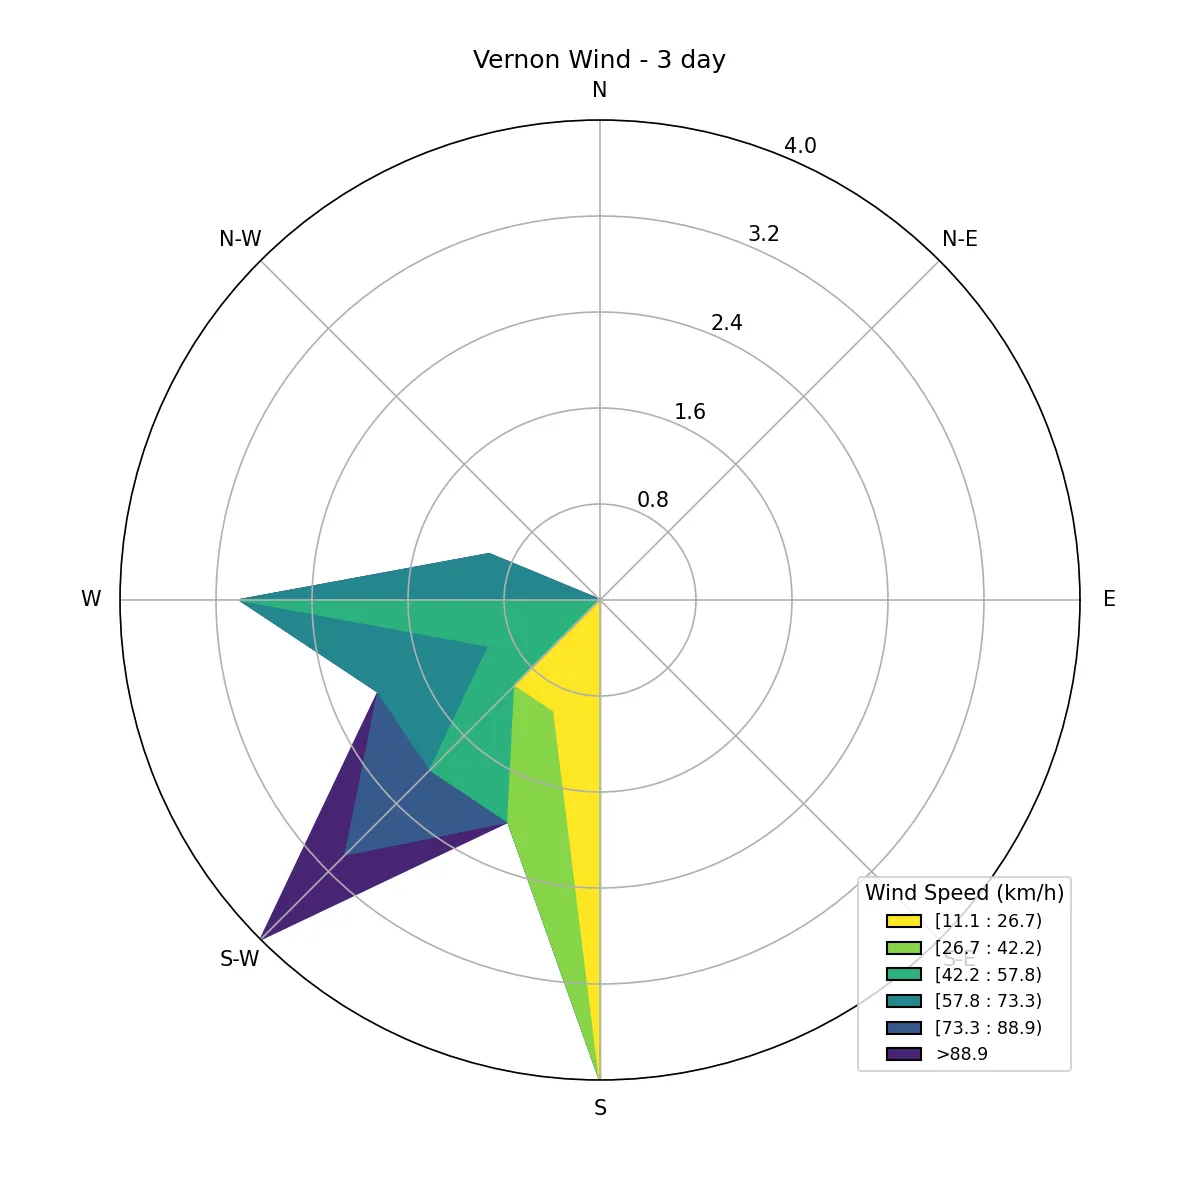 Vernon Wind - 3 day
N
4.0
N-W
3.2
N-E
2.4
1.6
0.8
W
E
S-W
S-E
S
Wind Speed (km/h)
[11.1 : 26.7)
[26.7 : 42.2)
[42.2 : 57.8)
[57.8 : 73.3)
[73.3 : 88.9)
>88.9